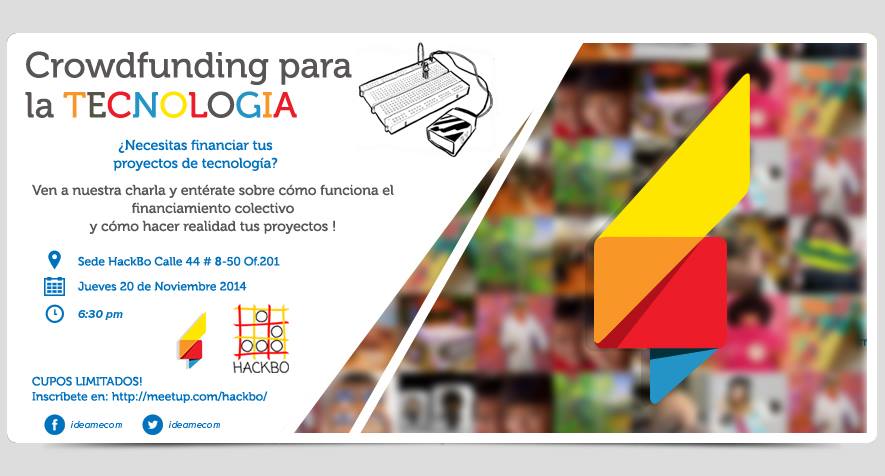 Crowdfunding para
la TECNOLOGIA
¿Necesitas financiar tus
proyectos de tecnología?
Ven a nuestra charla y entérate sobre cómo funciona el
financiamiento colectivo
y cómo hacer realidad tus proyectos !
Sede HackBo Calle 44 # 8-50 Of.201
Jueves 20 de Noviembre 2014
6:30 pm
HACKBO
CUPOS LIMITADOS!
Inscríbete en: http://meetup.com/hackbo/
ideamecom ideamecom